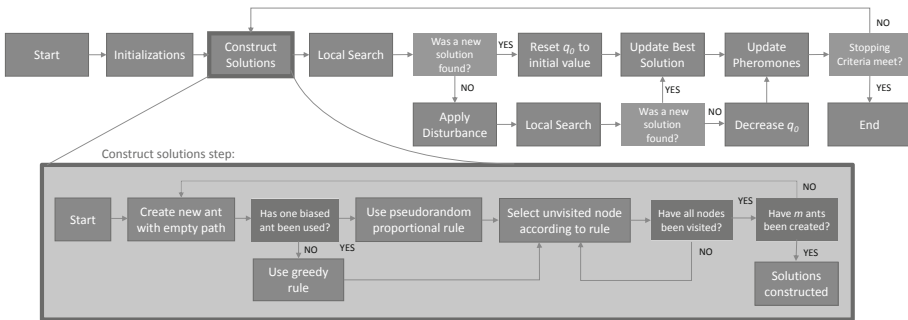 NO
Start
Initializations
Construct
Solutions
Local Search
Was a new
solution
found?
YES
Reset q₀ to
initial value
Update Best
Solution
Update
Pheromones
Stopping
Criteria meet?
NO
YES
YES
Apply
Disturbance
Local Search
Was a new
solution
found?
NO
Decrease q₀
End
Construct solutions step:
NO
Start
Create new ant
with empty path
Has one biased
ant been used?
Use pseudorandom
proportional rule
Select unvisited node
according to rule
Have all nodes
been visited?
YES
Have m ants
been created?
NO
YES
NO
YES
Use greedy
rule
Solutions
constructed